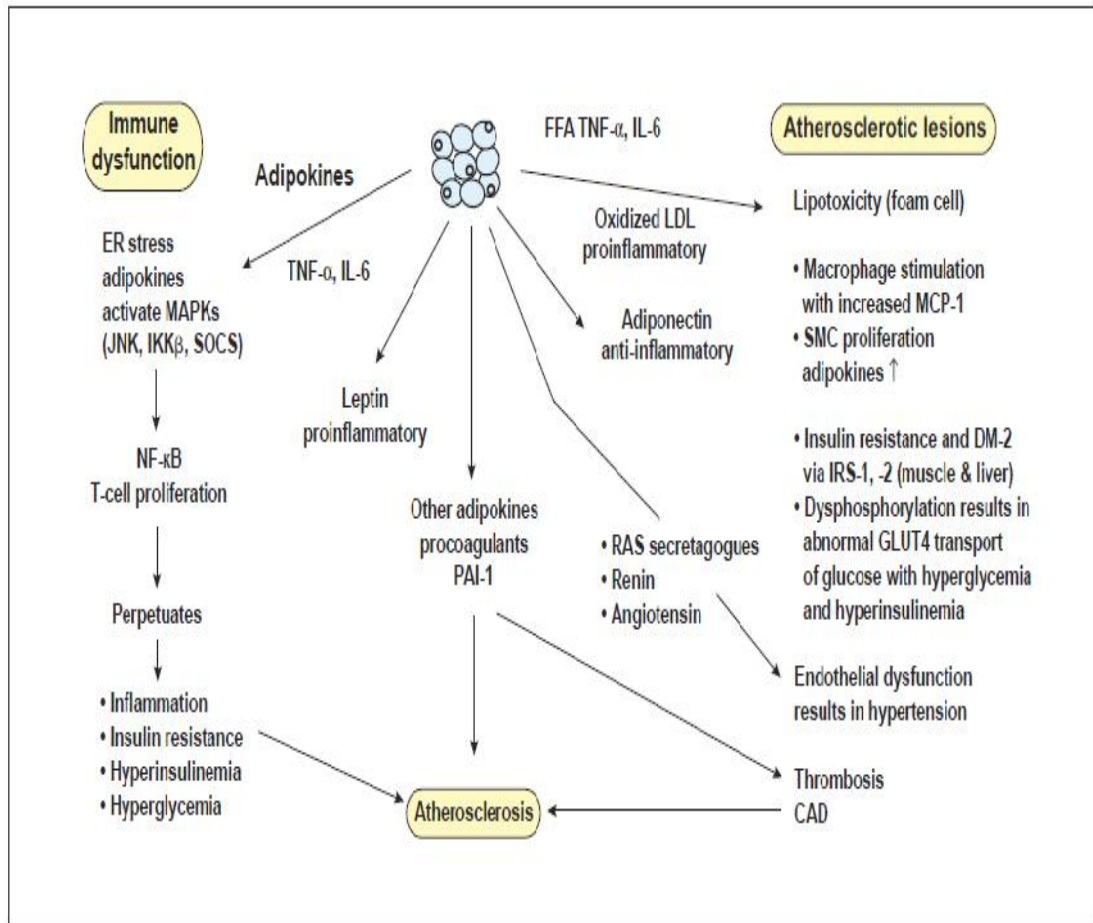 Immune
dysfunction
Adipokines
ER stress
adipokines
activate MAPKs
(JNK, IKKβ, SOCS)
TNF-α, IL-6
NF-κB
T-cell proliferation
Perpetuates
• Inflammation
• Insulin resistance
• Hyperinsulinemia
• Hyperglycemia
Leptin
proinflammatory
Other adipokines
procoagulants
PAI-1
Atherosclerosis
FFA TNF-α, IL-6
Oxidized LDL
proinflammatory
Adiponectin
anti-inflammatory
• RAS secretagogues
• Renin
• Angiotensin
Atherosclerotic lesions
Lipotoxicity (foam cell)
• Macrophage stimulation
with increased MCP-1
• SMC proliferation
adipokines ↑
• Insulin resistance and DM-2
via IRS-1, -2 (muscle & liver)
• Dysphosphorylation results in
abnormal GLUT4 transport
of glucose with hyperglycemia
and hyperinsulinemia
Endothelial dysfunction
results in hypertension
Thrombosis
CAD